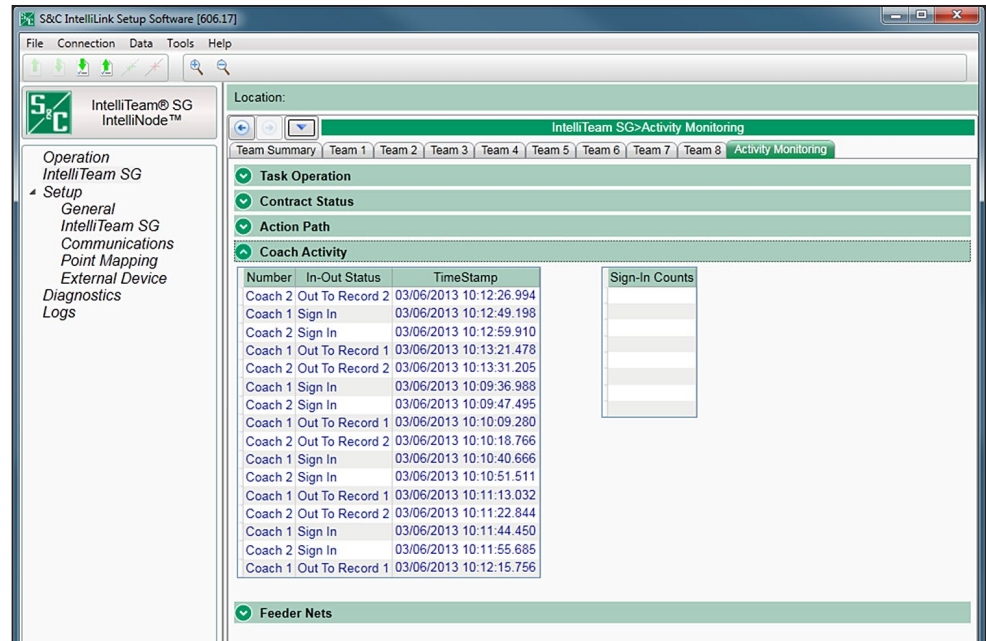 S&C IntelliLink Setup Software [606.17]
File Connection Data Tools Help
S&C
IntelliTeam® SG
IntelliNode™
Operation
IntelliTeam SG
Setup
General
IntelliTeam SG
Communications
Point Mapping
External Device
Diagnostics
Logs
Location:
IntelliTeam SG>Activity Monitoring
Team Summary Team 1 Team 2 Team 3 Team 4 Team 5 Team 6 Team 7 Team 8 Activity Monitoring
Task Operation
Contract Status
Action Path
Coach Activity
Number In-Out Status TimeStamp Sign-In Counts
Coach 2 Out To Record 2 03/06/2013 10:12:26.994
Coach 1 Sign In 03/06/2013 10:12:49.198
Coach 2 Sign In 03/06/2013 10:12:59.910
Coach 1 Out To Record 1 03/06/2013 10:13:21.478
Coach 2 Out To Record 2 03/06/2013 10:13:31.205
Coach 1 Sign In 03/06/2013 10:09:36.988
Coach 2 Sign In 03/06/2013 10:09:47.495
Coach 1 Out To Record 1 03/06/2013 10:10:09.280
Coach 2 Out To Record 2 03/06/2013 10:10:18.766
Coach 1 Sign In 03/06/2013 10:10:40.666
Coach 2 Sign In 03/06/2013 10:10:51.511
Coach 1 Out To Record 1 03/06/2013 10:11:13.032
Coach 2 Out To Record 2 03/06/2013 10:11:22.844
Coach 1 Sign In 03/06/2013 10:11:44.450
Coach 2 Sign In 03/06/2013 10:11:55.685
Coach 1 Out To Record 1 03/06/2013 10:12:15.756
Feeder Nets